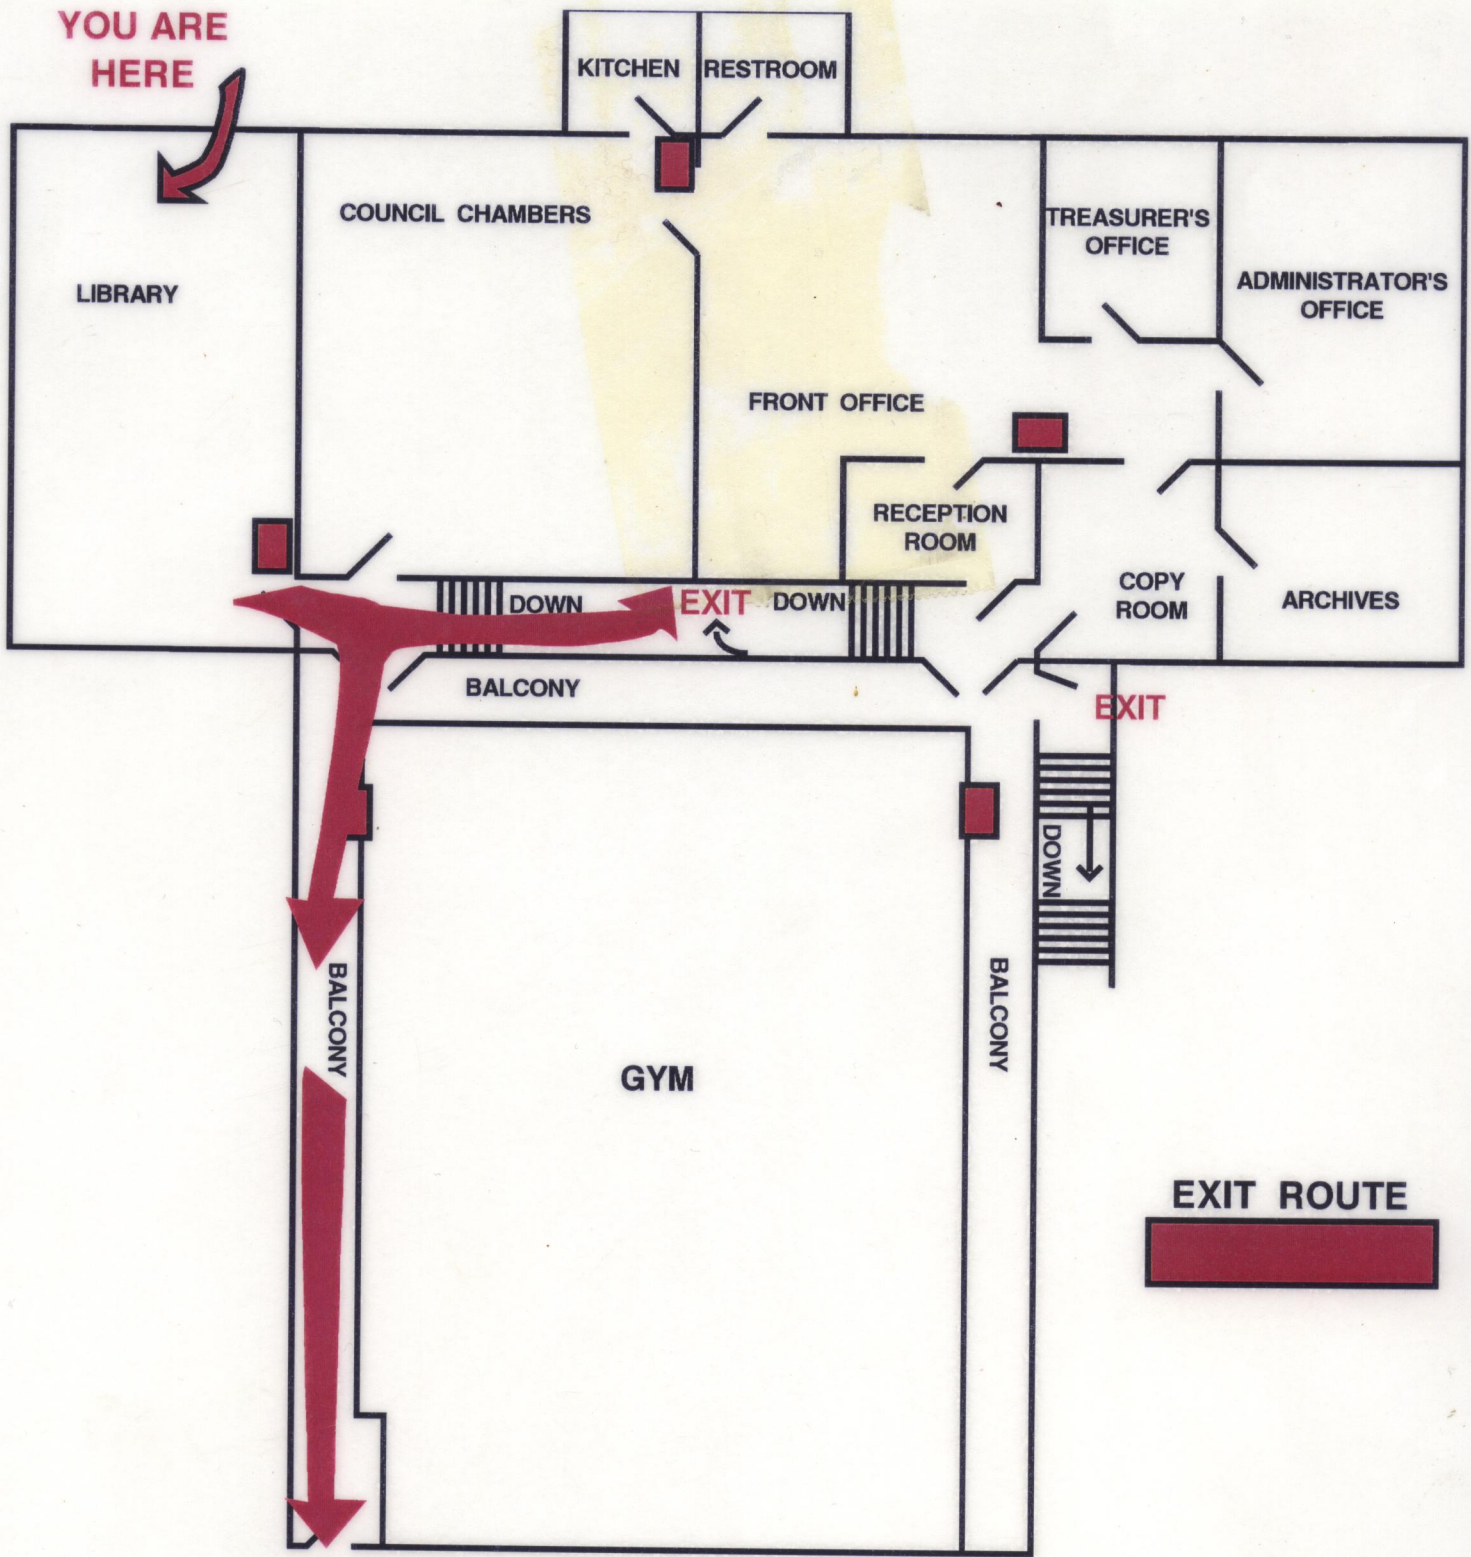 YOU ARE
HERE
KITCHEN
RESTROOM
COUNCIL CHAMBERS
TREASURER'S
OFFICE
ADMINISTRATOR'S
OFFICE
LIBRARY
FRONT OFFICE
RECEPTION
ROOM
COPY
ROOM
ARCHIVES
DOWN
EXIT
DOWN
BALCONY
EXIT
DOWN
BALCONY
BALCONY
GYM
EXIT ROUTE